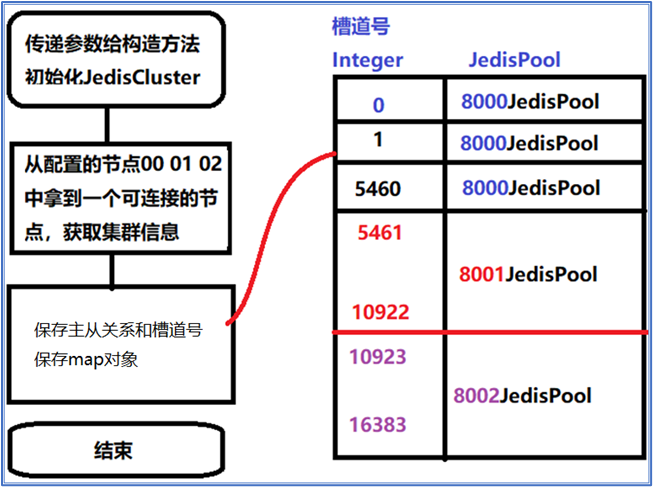 传递参数给构造方法
初始化JedisCluster
从配置的节点00 01 02
中拿到一个可连接的节
点，获取集群信息
保存主从关系和槽道号
保存map对象
结束
槽道号
Integer JedisPool
0 8000JedisPool
1 8000JedisPool
5460 8000JedisPool
5461
8001JedisPool
10922
10923
8002JedisPool
16383